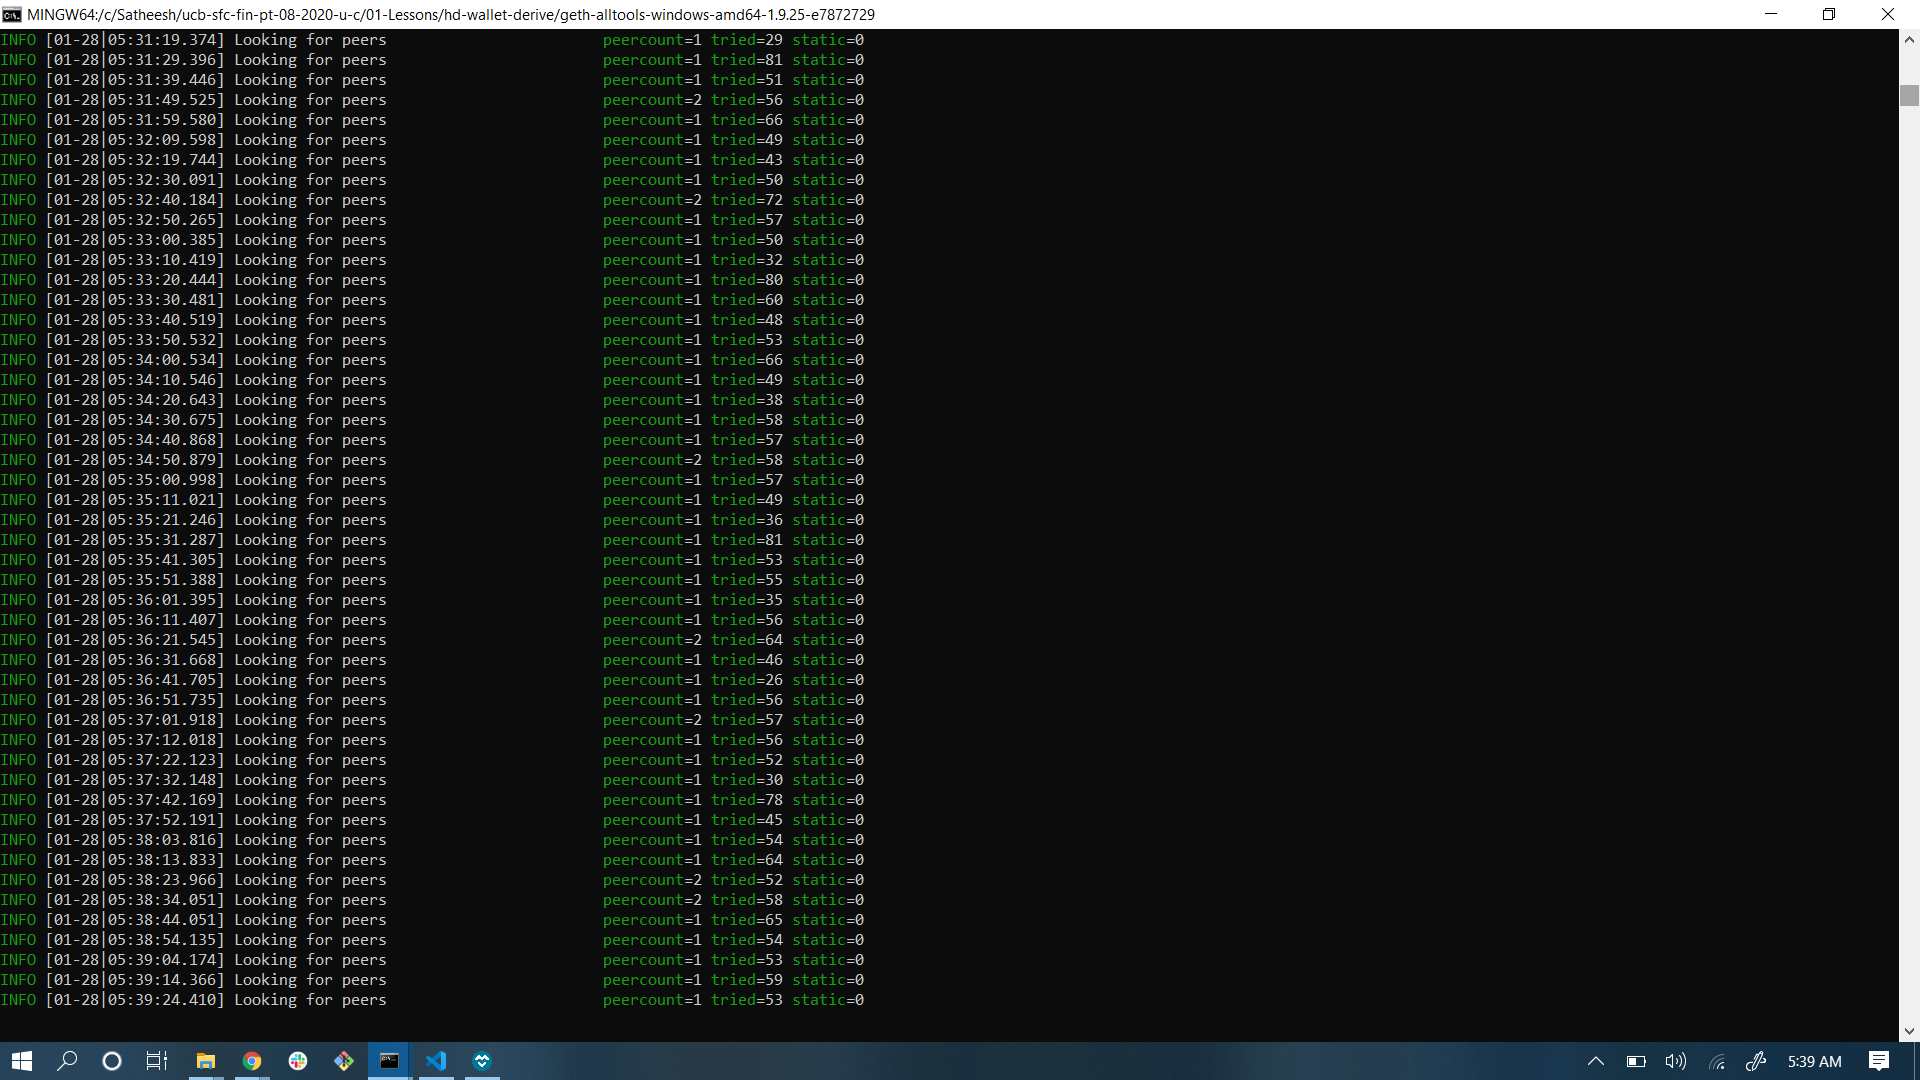 MINGW64:/c/Satheesh/ucb-sfc-fin-pt-08-2020-u-c/01-Lessons/hd-wallet-derive/geth-alltools-windows-amd64-1.9.25-e7872729
INFO [01-28|05:31:19.374] Looking for peers peercount=1 tried=29 static=0
INFO [01-28|05:31:29.396] Looking for peers peercount=1 tried=81 static=0
INFO [01-28|05:31:39.446] Looking for peers peercount=1 tried=51 static=0
INFO [01-28|05:31:49.525] Looking for peers peercount=2 tried=56 static=0
INFO [01-28|05:31:59.580] Looking for peers peercount=1 tried=66 static=0
INFO [01-28|05:32:09.598] Looking for peers peercount=1 tried=49 static=0
INFO [01-28|05:32:19.744] Looking for peers peercount=1 tried=43 static=0
INFO [01-28|05:32:30.091] Looking for peers peercount=1 tried=50 static=0
INFO [01-28|05:32:40.184] Looking for peers peercount=2 tried=72 static=0
INFO [01-28|05:32:50.265] Looking for peers peercount=1 tried=57 static=0
INFO [01-28|05:33:00.385] Looking for peers peercount=1 tried=50 static=0
INFO [01-28|05:33:10.419] Looking for peers peercount=1 tried=32 static=0
INFO [01-28|05:33:20.444] Looking for peers peercount=1 tried=80 static=0
INFO [01-28|05:33:30.481] Looking for peers peercount=1 tried=60 static=0
INFO [01-28|05:33:40.519] Looking for peers peercount=1 tried=48 static=0
INFO [01-28|05:33:50.532] Looking for peers peercount=1 tried=53 static=0
INFO [01-28|05:34:00.534] Looking for peers peercount=1 tried=66 static=0
INFO [01-28|05:34:10.546] Looking for peers peercount=1 tried=49 static=0
INFO [01-28|05:34:20.643] Looking for peers peercount=1 tried=38 static=0
INFO [01-28|05:34:30.675] Looking for peers peercount=1 tried=58 static=0
INFO [01-28|05:34:40.868] Looking for peers peercount=1 tried=57 static=0
INFO [01-28|05:34:50.879] Looking for peers peercount=2 tried=58 static=0
INFO [01-28|05:35:00.998] Looking for peers peercount=1 tried=57 static=0
INFO [01-28|05:35:11.021] Looking for peers peercount=1 tried=49 static=0
INFO [01-28|05:35:21.246] Looking for peers peercount=1 tried=36 static=0
INFO [01-28|05:35:31.287] Looking for peers peercount=1 tried=81 static=0
INFO [01-28|05:35:41.305] Looking for peers peercount=1 tried=53 static=0
INFO [01-28|05:35:51.388] Looking for peers peercount=1 tried=55 static=0
INFO [01-28|05:36:01.395] Looking for peers peercount=1 tried=35 static=0
INFO [01-28|05:36:11.407] Looking for peers peercount=1 tried=56 static=0
INFO [01-28|05:36:21.545] Looking for peers peercount=2 tried=64 static=0
INFO [01-28|05:36:31.668] Looking for peers peercount=1 tried=46 static=0
INFO [01-28|05:36:41.705] Looking for peers peercount=1 tried=26 static=0
INFO [01-28|05:36:51.735] Looking for peers peercount=1 tried=56 static=0
INFO [01-28|05:37:01.918] Looking for peers peercount=2 tried=57 static=0
INFO [01-28|05:37:12.018] Looking for peers peercount=1 tried=56 static=0
INFO [01-28|05:37:22.123] Looking for peers peercount=1 tried=52 static=0
INFO [01-28|05:37:32.148] Looking for peers peercount=1 tried=30 static=0
INFO [01-28|05:37:42.169] Looking for peers peercount=1 tried=78 static=0
INFO [01-28|05:37:52.191] Looking for peers peercount=1 tried=45 static=0
INFO [01-28|05:38:03.816] Looking for peers peercount=1 tried=54 static=0
INFO [01-28|05:38:13.833] Looking for peers peercount=1 tried=64 static=0
INFO [01-28|05:38:23.966] Looking for peers peercount=2 tried=52 static=0
INFO [01-28|05:38:34.051] Looking for peers peercount=2 tried=58 static=0
INFO [01-28|05:38:44.051] Looking for peers peercount=1 tried=65 static=0
INFO [01-28|05:38:54.135] Looking for peers peercount=1 tried=54 static=0
INFO [01-28|05:39:04.174] Looking for peers peercount=1 tried=53 static=0
INFO [01-28|05:39:14.366] Looking for peers peercount=1 tried=59 static=0
INFO [01-28|05:39:24.410] Looking for peers peercount=1 tried=53 static=0
5:39 AM